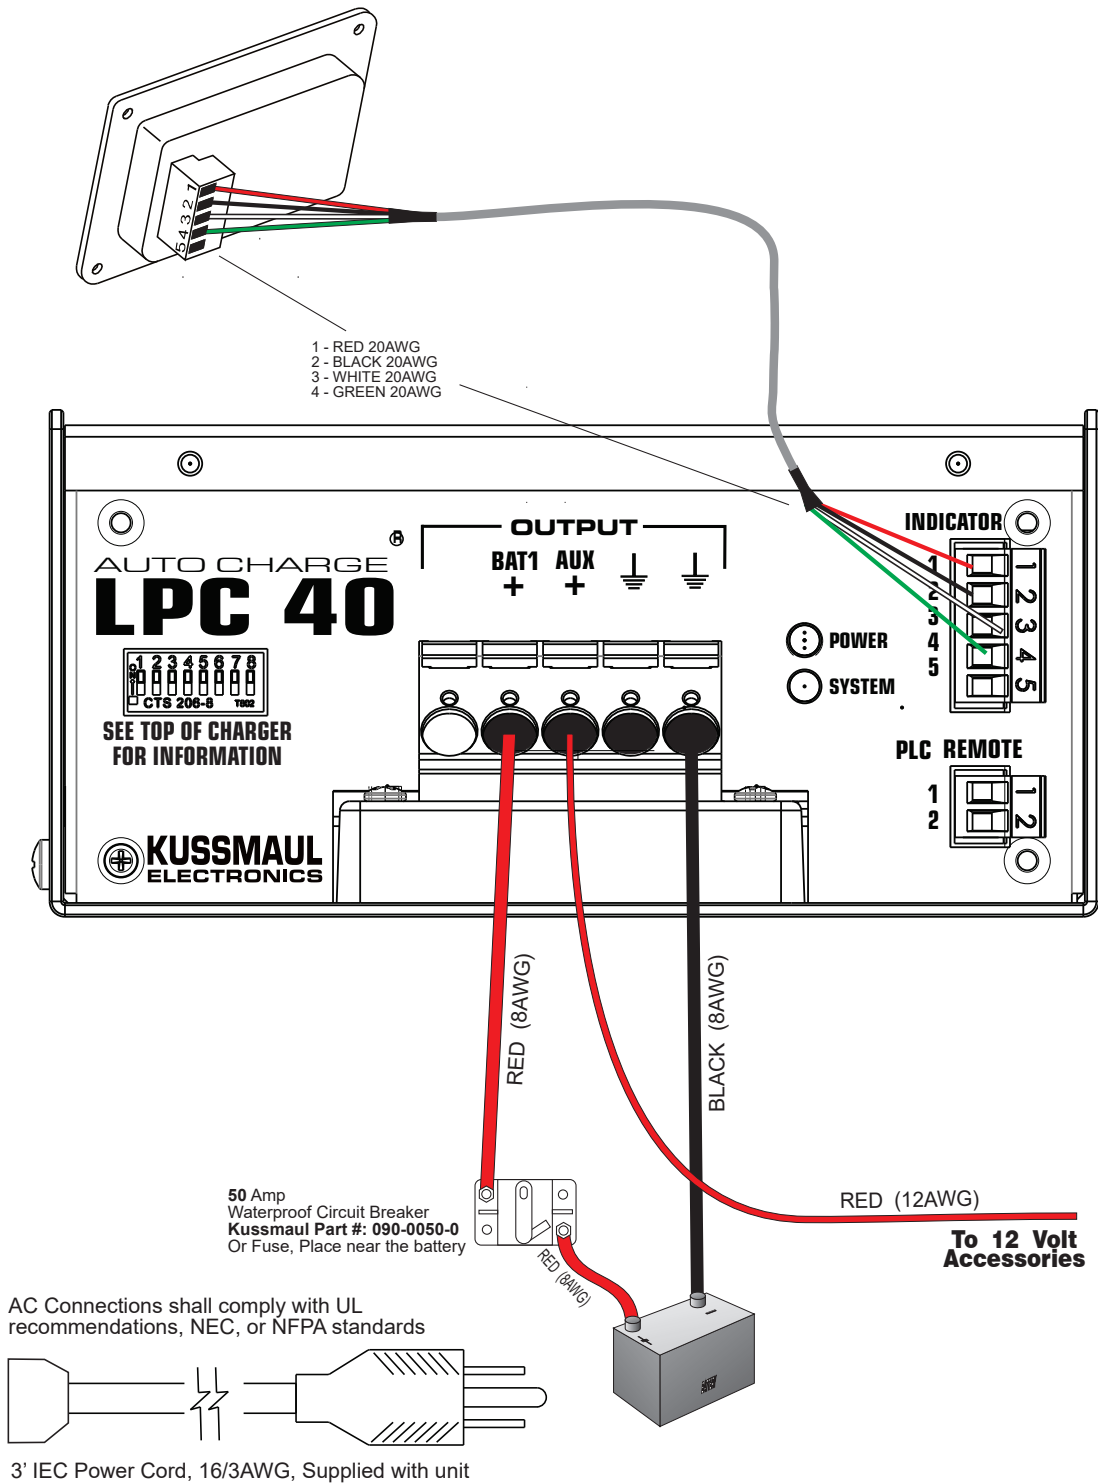 1 2 3 4 5
1 - RED 20AWG
2 - BLACK 20AWG
3 - WHITE 20AWG
4 - GREEN 20AWG
OUTPUT
BAT1 AUX
+ +
INDICATOR
1 1
2 2
3 3
4 4
5 5
AUTO CHARGE ®
LPC 40
POWER
SYSTEM
1 2 3 4 5 6 7 8
CTS 206-8 T802
SEE TOP OF CHARGER
FOR INFORMATION
PLC REMOTE
1 1
2 2
KUSSMAUL
ELECTRONICS
RED (8AWG)
BLACK (8AWG)
50 Amp
Waterproof Circuit Breaker
Kussmaul Part #: 090-0050-0
Or Fuse, Place near the battery
RED (8AWG)
RED (12AWG)
To 12 Volt
Accessories
+ -
AC Connections shall comply with UL
recommendations, NEC, or NFPA standards
3’ IEC Power Cord, 16/3AWG, Supplied with unit